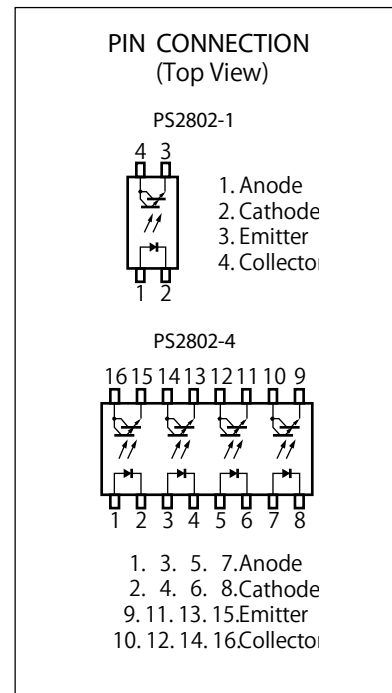 PIN CONNECTION
(Top View)
PS2802-1
4 3
1. Anode
2. Cathode
3. Emitter
4. Collector
1 2
PS2802-4
16 15 14 13 12 11 10 9
1 2 3 4 5 6 7 8
1. 3. 5. 7.Anode
2. 4. 6. 8.Cathode
9. 11. 13. 15.Emitter
10. 12. 14. 16.Collector